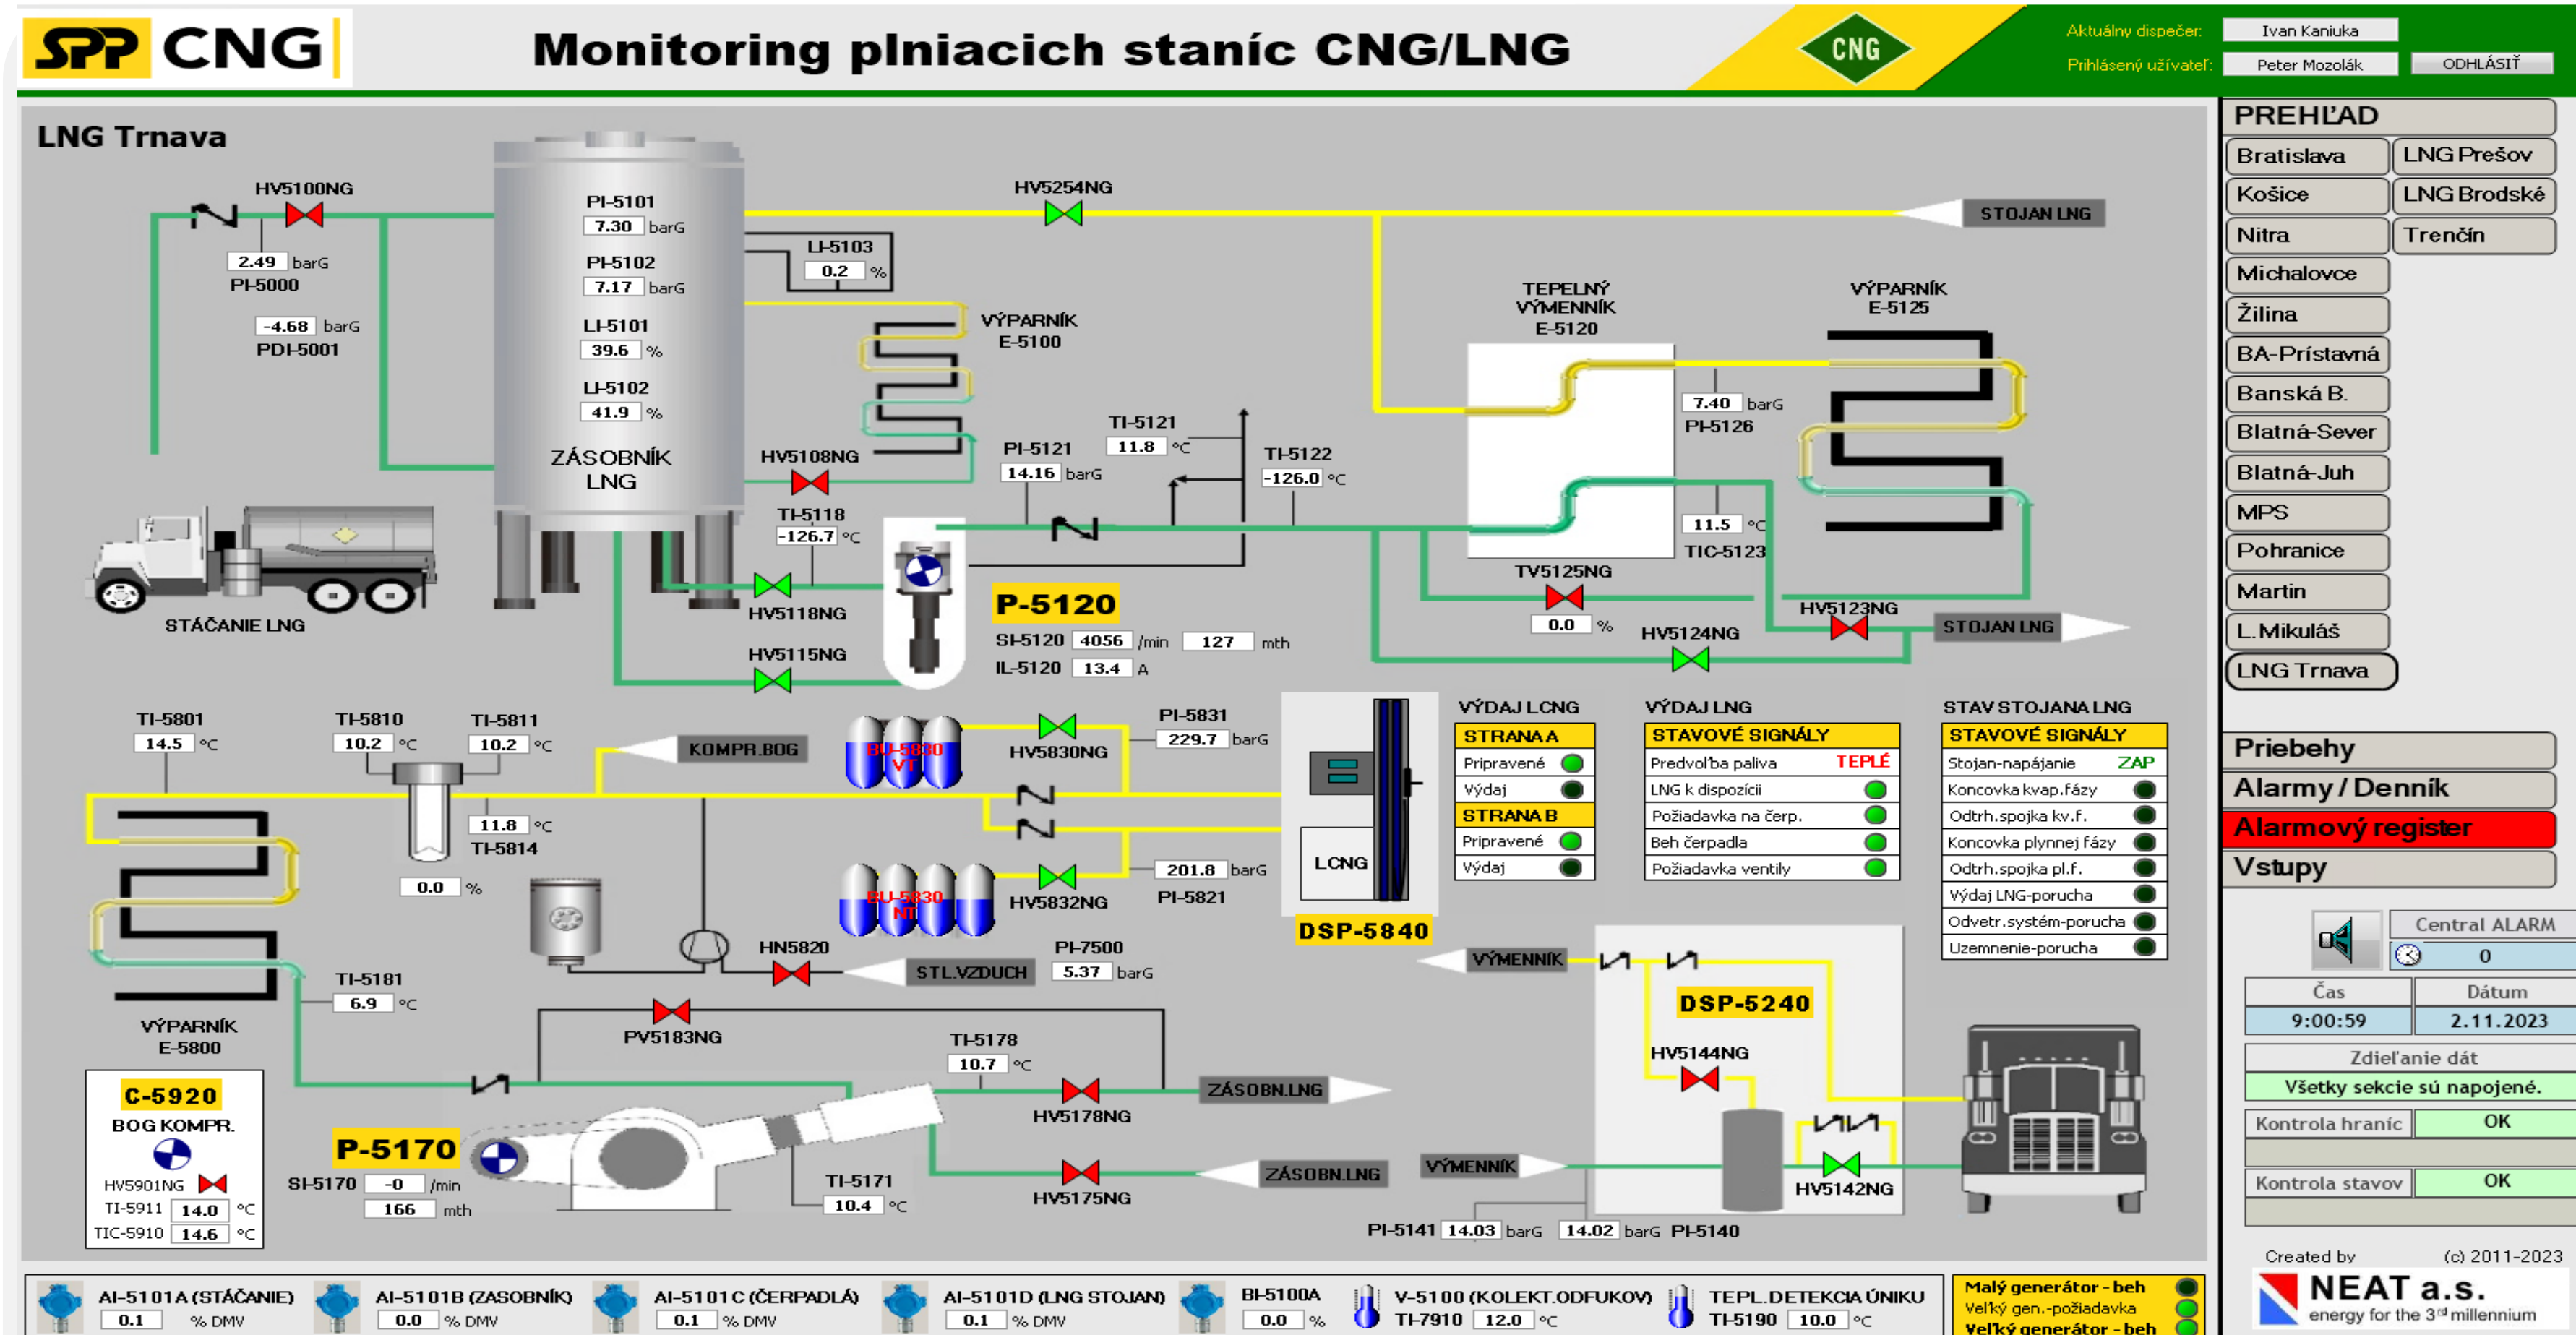 SPP CNG
Monitoring plniacich staníc CNG/LNG
CNG
Aktuálny dispečer: Ivan Kaniuka
Prihlásený užívateľ: Peter Mozolák ODHLÁSIŤ
LNG Trnava
HV5100NG
2.49 barG
PI-5000
-4.68 barG
PDI-5001
PI-5101
7.30 barG
PI-5102
7.17 barG
LI-5101
39.6 %
LI-5102
41.9 %
ZÁSOBNÍK
LNG
LI-5103
0.2 %
HV5254NG
STOJAN LNG
VÝPARNÍK
E-5100
HV5108NG
TI-5118
-126.7 °C
HV5118NG
HV5115NG
STÁČANIE LNG
PI-5121
14.16 barG
TI-5121
11.8 °C
TI-5122
-126.0 °C
TEPELNÝ
VÝMENNÍK
E-5120
VÝPARNÍK
E-5125
7.40 barG
PI-5126
11.5 °C
TIC-5123
TV5125NG
0.0 %
HV5123NG
HV5124NG
STOJAN LNG
P-5120
SI-5120 4056 /min 127 mth
IL-5120 13.4 A
TI-5801
14.5 °C
TI-5810
10.2 °C
TI-5811
10.2 °C
KOMPR.BOG
11.8 °C
TI-5814
0.0 %
BU-5830
VT
HV5830NG
PI-5831
229.7 barG
BU-5830
NT
HV5832NG
201.8 barG
PI-5821
LCNG
DSP-5840
VÝDAJ LCNG
STRANA A
Pripravené
Výdaj
STRANA B
Pripravené
Výdaj
VÝDAJ LNG
STAVOVÉ SIGNÁLY
Predvoľba paliva TEPLÉ
LNG k dispozícii
Požiadavka na čerp.
Beh čerpadla
Požiadavka ventily
STAV STOJANA LNG
STAVOVÉ SIGNÁLY
Stojan-napájanie ZAP
Koncovka kvap.fázy
Odtrh.spojka kv.f.
Koncovka plynnej fázy
Odtrh.spojka pl.f.
Výdaj LNG-porucha
Odvetr.systém-porucha
Uzemnenie-porucha
HN5820
STL.VZDUCH
PI-7500
5.37 barG
TI-5181
6.9 °C
VÝPARNÍK
E-5800
PV5183NG
TI-5178
10.7 °C
HV5178NG
ZÁSOBN.LNG
HV5175NG
ZÁSOBN.LNG
TI-5171
10.4 °C
P-5170
SI-5170 -0 /min
166 mth
C-5920
BOG KOMPR.
HV5901NG
TI-5911 14.0 °C
TIC-5910 14.6 °C
VÝMENNÍK
DSP-5240
HV5144NG
VÝMENNÍK
HV5142NG
PI-5141 14.03 barG 14.02 barG PI-5140
AI-5101A (STÁČANIE)
0.1 % DMV
AI-5101B (ZASOBNÍK)
0.0 % DMV
AI-5101C (ČERPADLÁ)
0.1 % DMV
AI-5101D (LNG STOJAN)
0.1 % DMV
BI-5100A
0.0 %
V-5100 (KOLEKT.ODFUKOV)
TI-7910 12.0 °C
TEPL.DETEKCIA ÚNIKU
TI-5190 10.0 °C
Malý generátor - beh
Veľký gen.-požiadavka
Veľký generátor - beh
PREHĽAD
Bratislava LNG Prešov
Košice LNG Brodské
Nitra Trenčín
Michalovce
Žilina
BA-Prístavná
Banská B.
Blatná-Sever
Blatná-Juh
MPS
Pohranice
Martin
L.Mikuláš
LNG Trnava
Priebehy
Alarmy / Denník
Alarmový register
Vstupy
Central ALARM
0
Čas Dátum
9:00:59 2.11.2023
Zdieľanie dát
Všetky sekcie sú napojené.
Kontrola hraníc OK
Kontrola stavov OK
Created by (c) 2011-2023
NEAT a.s.
energy for the 3rd millennium